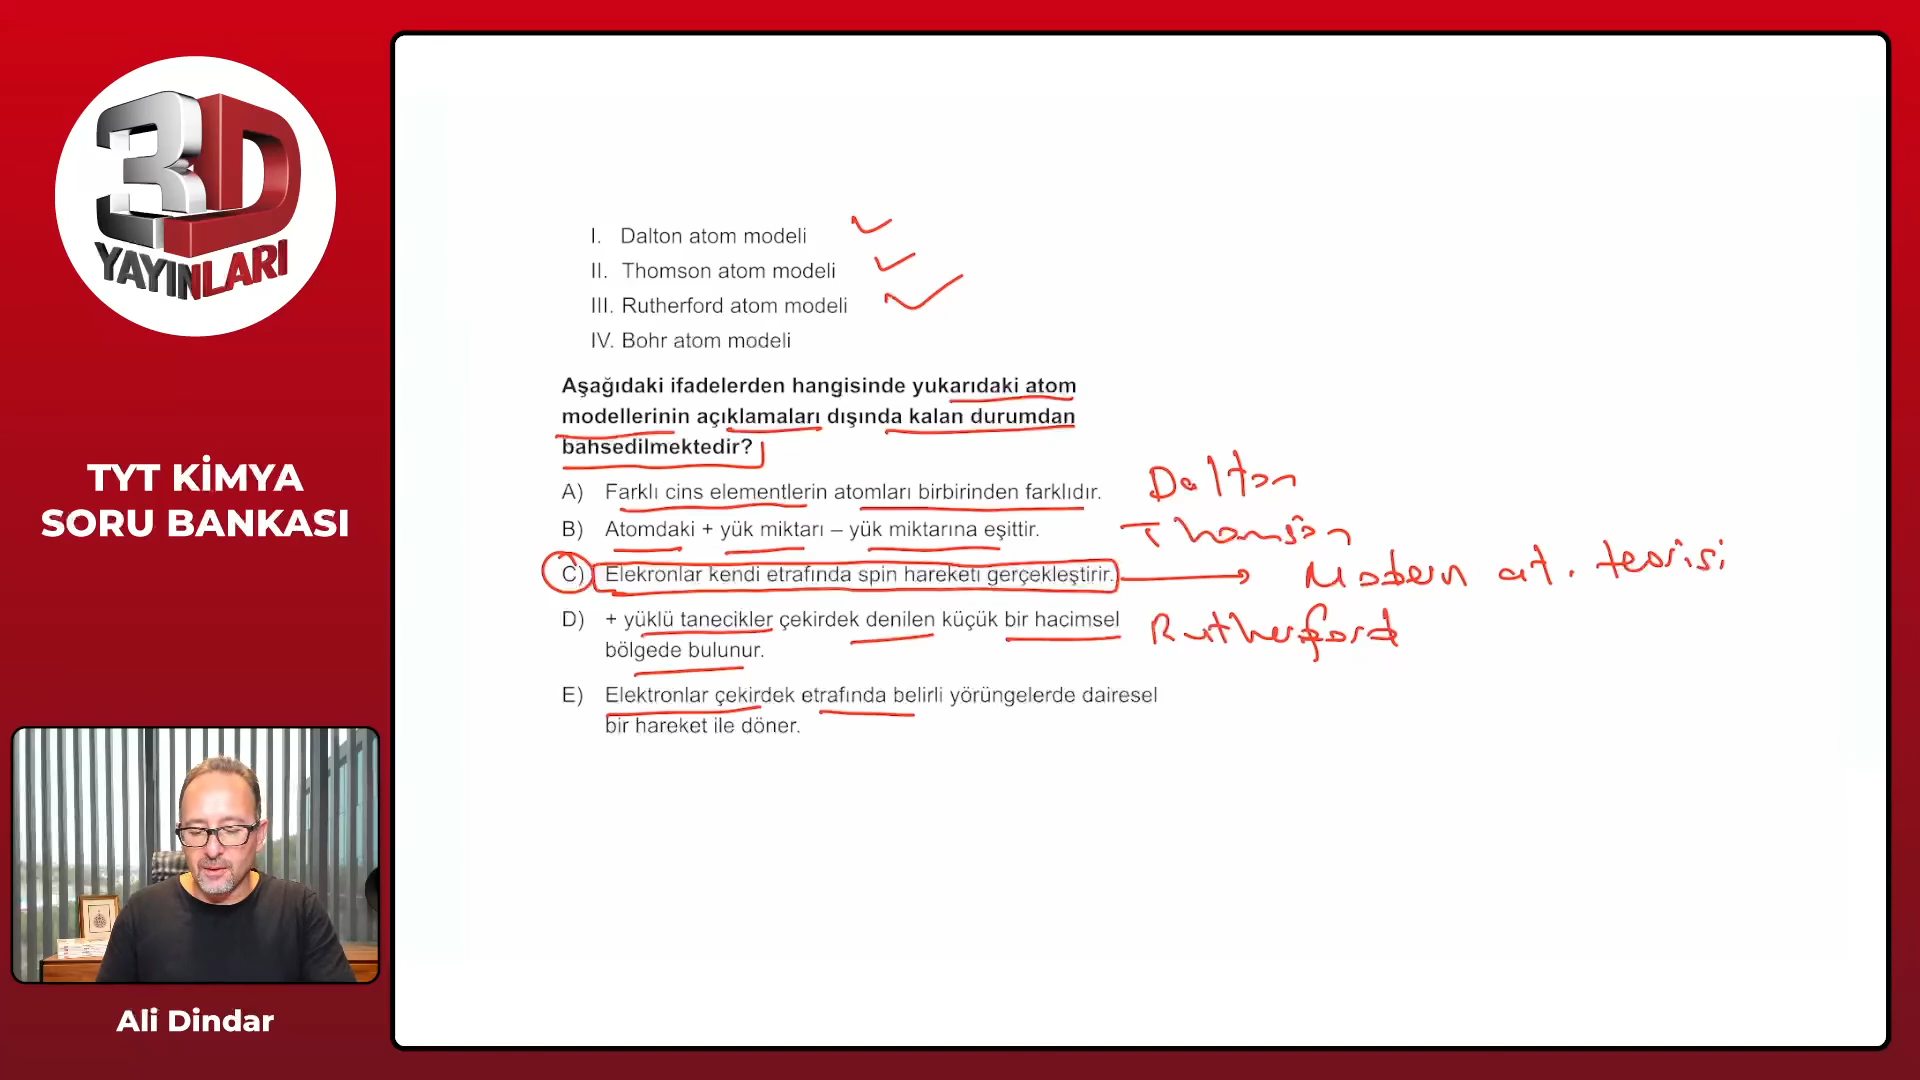 3D
YAYINLARI
TYT KİMYA
SORU BANKASI
Ali Dindar
I. Dalton atom modeli
II. Thomson atom modeli
III. Rutherford atom modeli
IV. Bohr atom modeli
Aşağıdaki ifadelerden hangisinde yukarıdaki atom
modellerinin açıklamaları dışında kalan durumdan
bahsedilmektedir?
A) Farklı cins elementlerin atomları birbirinden farklıdır. Dalton
B) Atomdaki + yük miktarı – yük miktarına eşittir. Thomson
C) Elekronlar kendi etrafında spin hareketi gerçekleştirir. Modern at. teorisi
D) + yüklü tanecikler çekirdek denilen küçük bir hacimsel Rutherford
bölgede bulunur.
E) Elektronlar çekirdek etrafında belirli yörüngelerde dairesel
bir hareket ile döner.